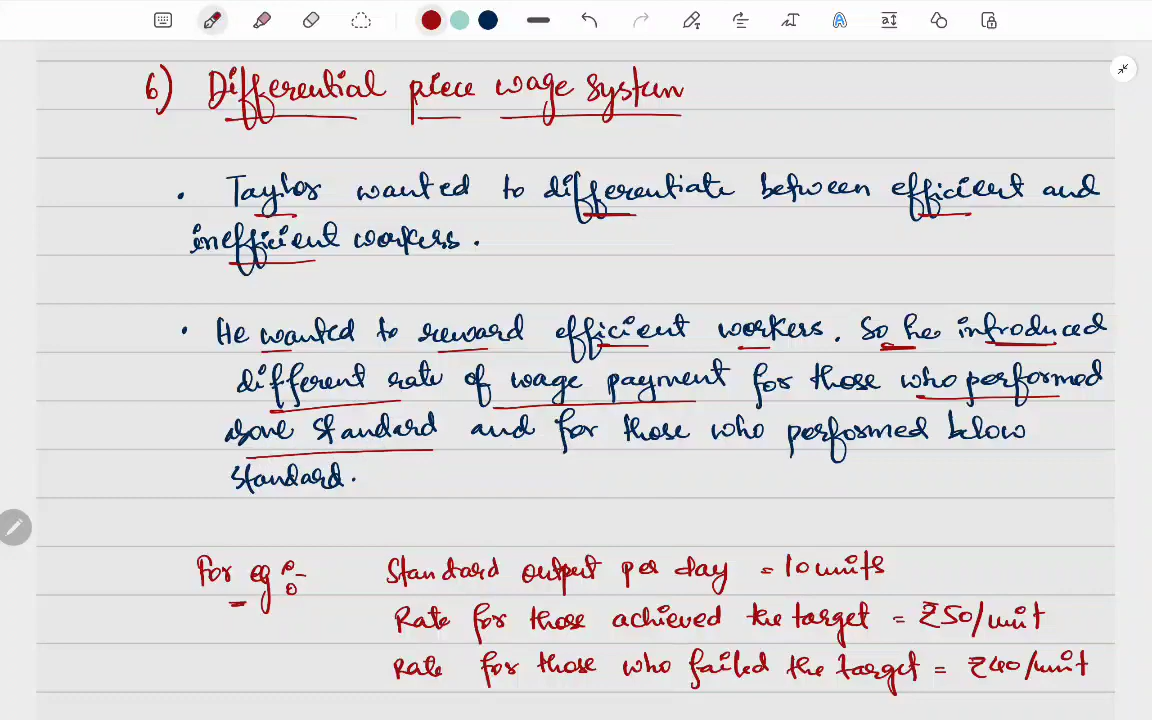 6) Differential piece wage system
• Taylor wanted to differentiate between efficient and
inefficient workers.
• He wanted to reward efficient workers. So he introduced
different rate of wage payment for those who performed
above standard and for those who performed below
standard.
For eg:- Standard output per day = 10 units
Rate for those achieved the target = ₹50/unit
Rate for those who failed the target = ₹40/unit